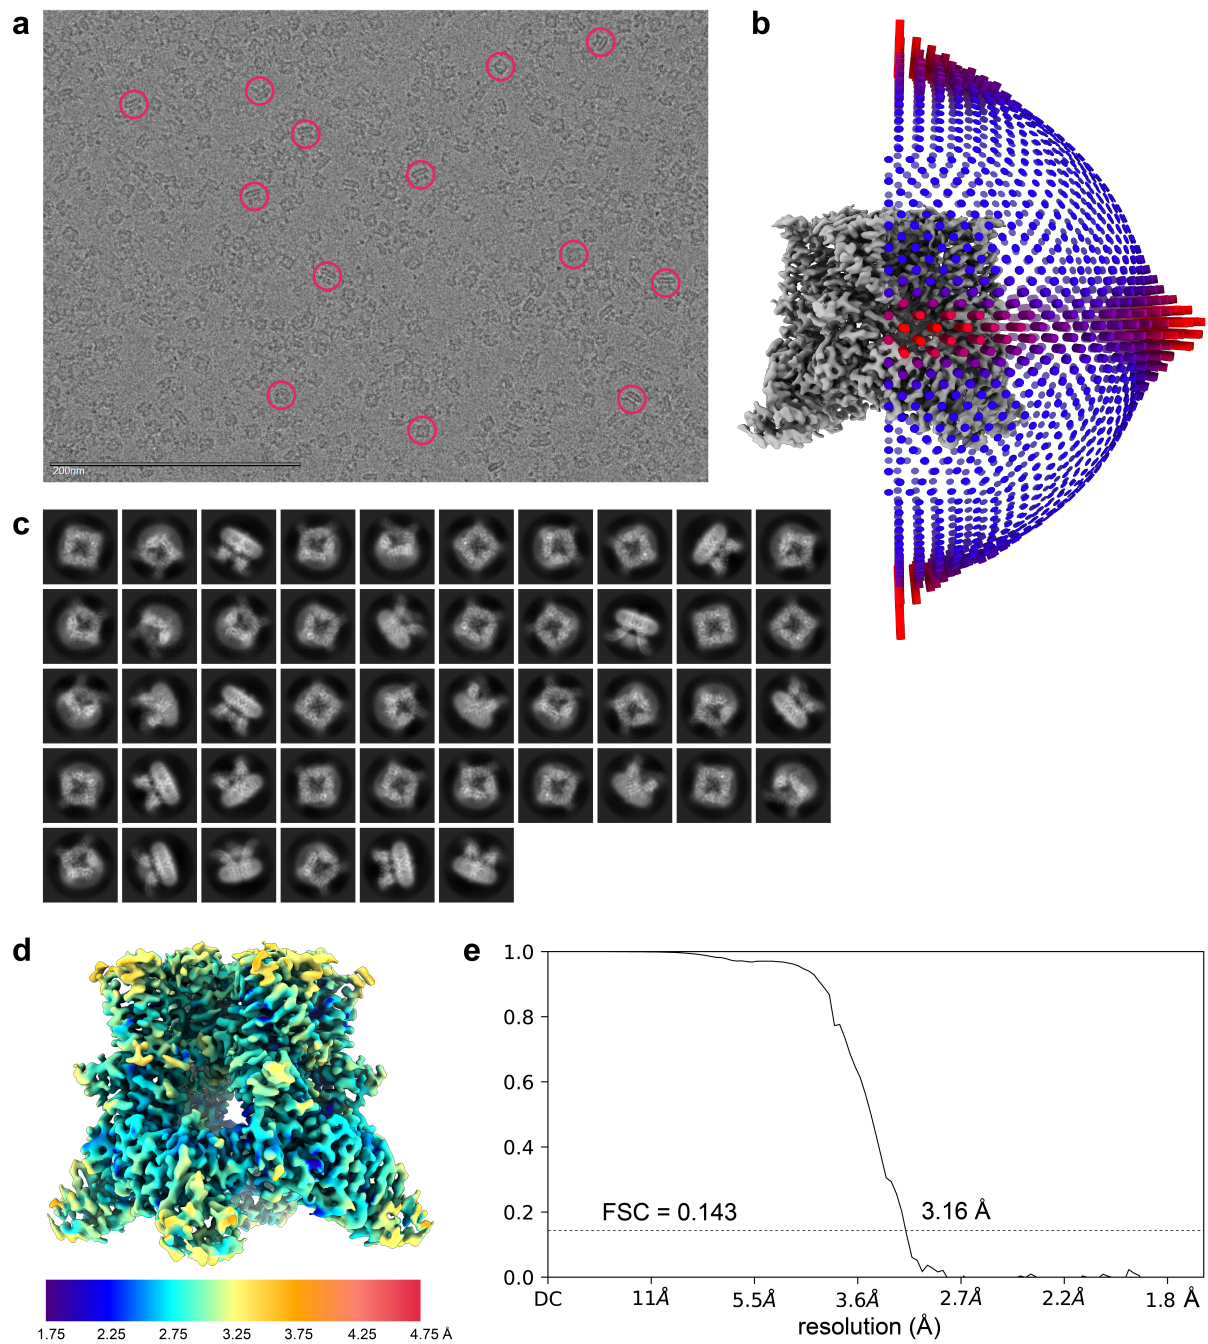 a
b
200nm
c
d
e
1.0
0.8
0.6
0.4
0.2
0.0
FSC = 0.143
3.16 Å
DC 11Å 5.5Å 3.6Å 2.7Å 2.2Å 1.8 Å
resolution (Å)
1.75 2.25 2.75 3.25 3.75 4.25 4.75 Å